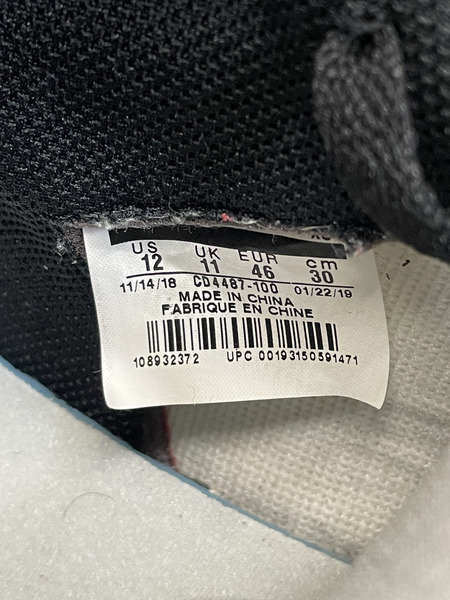 US UK EUR cm
12 11 46 30
11/14/18 CD4487-100 01/22/19
MADE IN CHINA
FABRIQUE EN CHINE
108932372 UPC 00193150591471